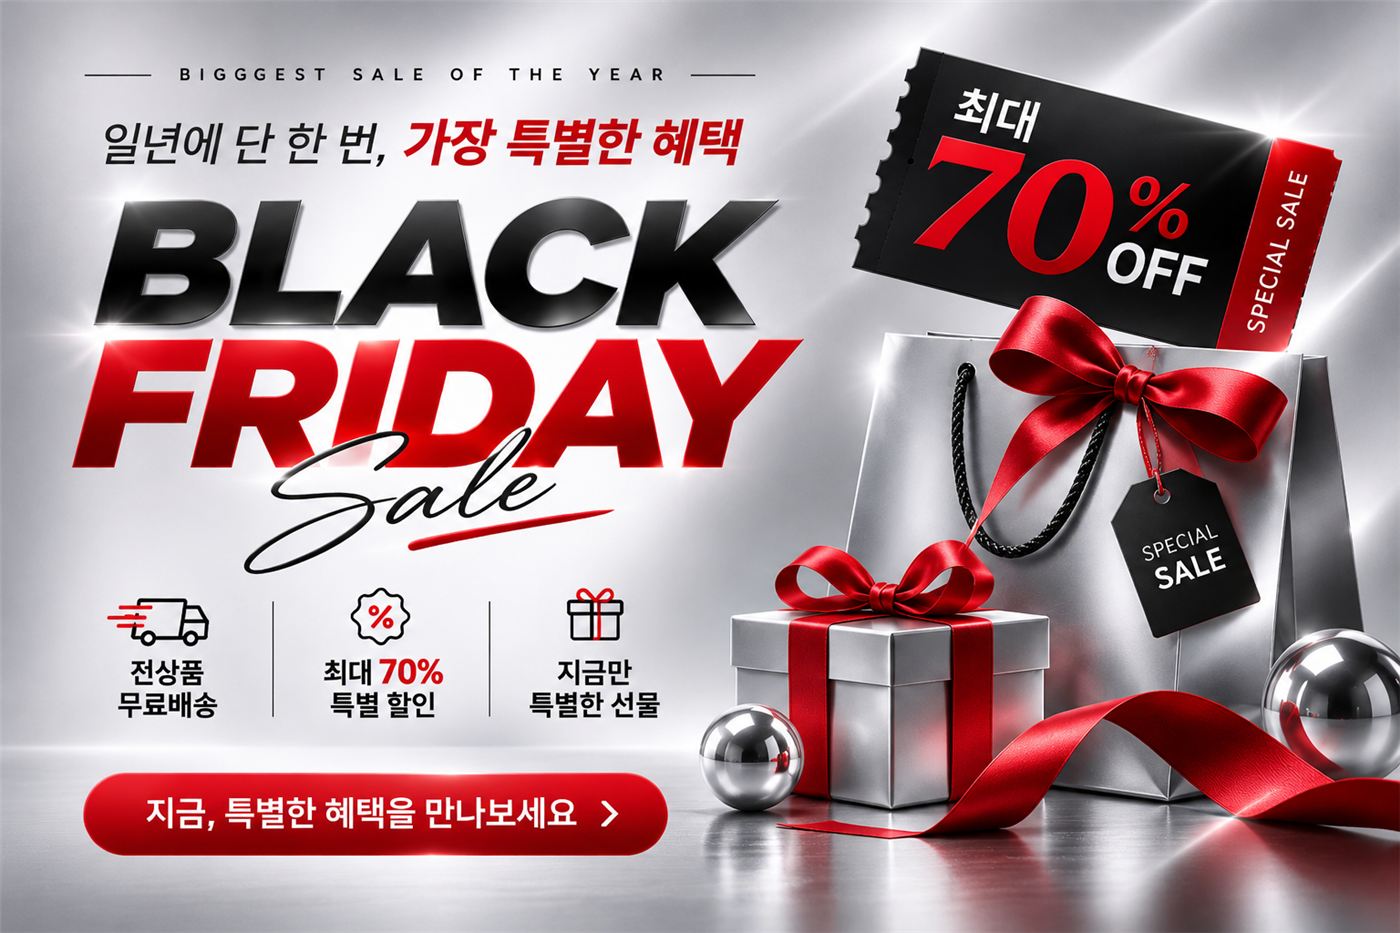 BIGGGEST SALE OF THE YEAR
일년에 단 한 번, 가장 특별한 혜택
BLACK
FRIDAY
Sale
전상품
무료배송
%
최대 70%
특별 할인
지금만
특별한 선물
지금, 특별한 혜택을 만나보세요 >
최대
70%
OFF
SPECIAL SALE
SPECIAL
SALE